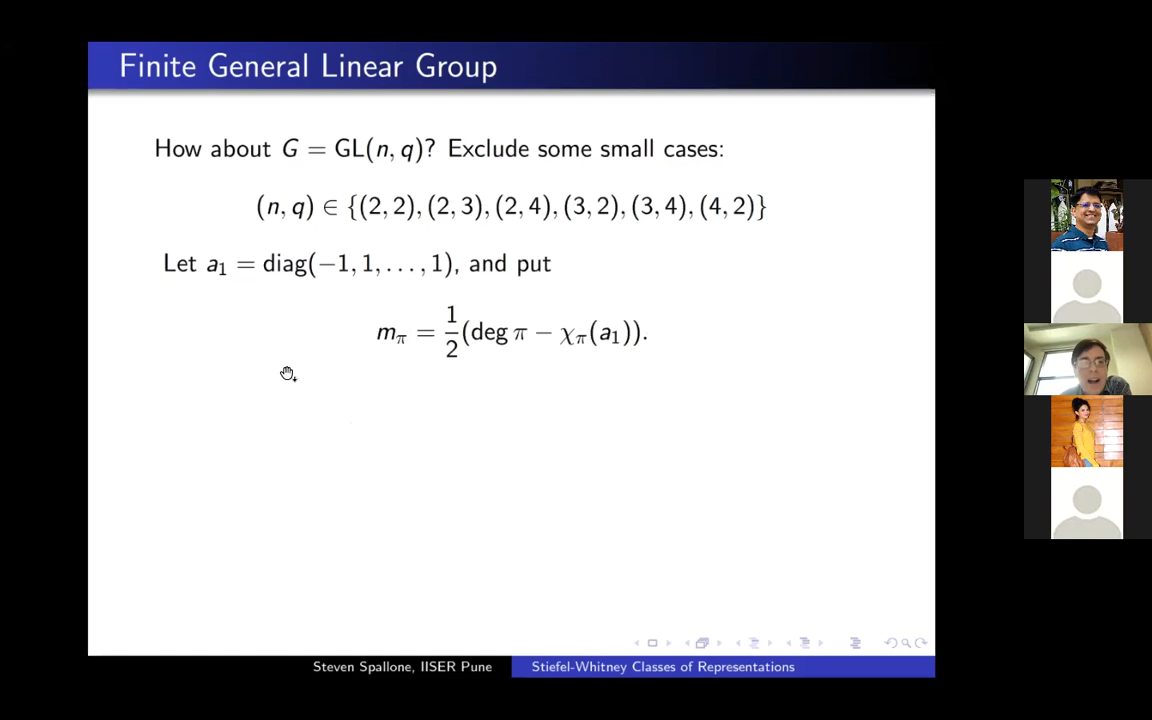 Finite General Linear Group
How about G = GL(n, q)? Exclude some small cases:
(n, q) ∈ {(2, 2), (2, 3), (2, 4), (3, 2), (3, 4), (4, 2)}
Let a₁ = diag(−1, 1, . . . , 1), and put
mπ = 1/2 (deg π − χπ(a₁)).
Steven Spallone, IISER Pune
Stiefel-Whitney Classes of Representations